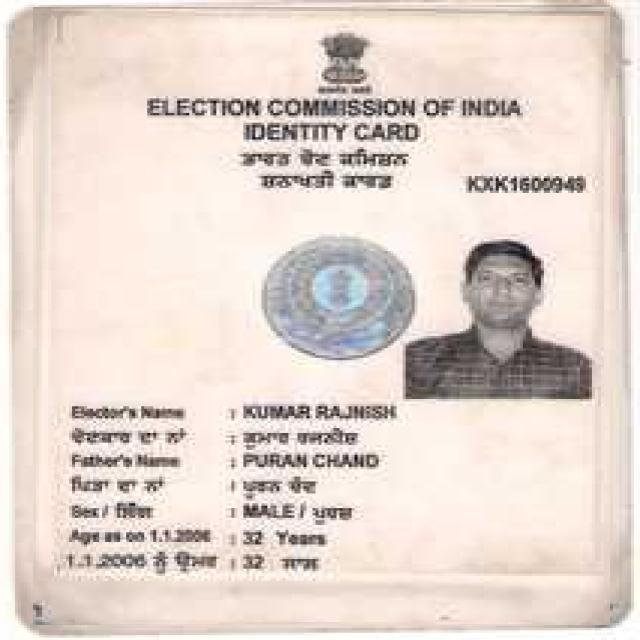 ELECTION COMMISSION OF INDIA
IDENTITY CARD
ਭਾਰਤ ਚੋਣ ਕਮਿਸ਼ਨ
ਸ਼ਨਾਖਤੀ ਕਾਰਡ
KXK1600949
Elector's Name : KUMAR RAJNISH
ਵੋਟਕਾਰ ਦਾ ਨਾਂ : ਕੁਮਾਰ ਰਜਨੀਸ਼
Father's Name : PURAN CHAND
ਪਿਤਾ ਦਾ ਨਾਂ : ਪੂਰਨ ਚੰਦ
Sex / ਲਿੰਗ : MALE / ਪੁਰਸ਼
Age as on 1.1.2006 : 32 Years
1.1.2006 ਨੂੰ ਉਮਰ : 32 ਸਾਲ